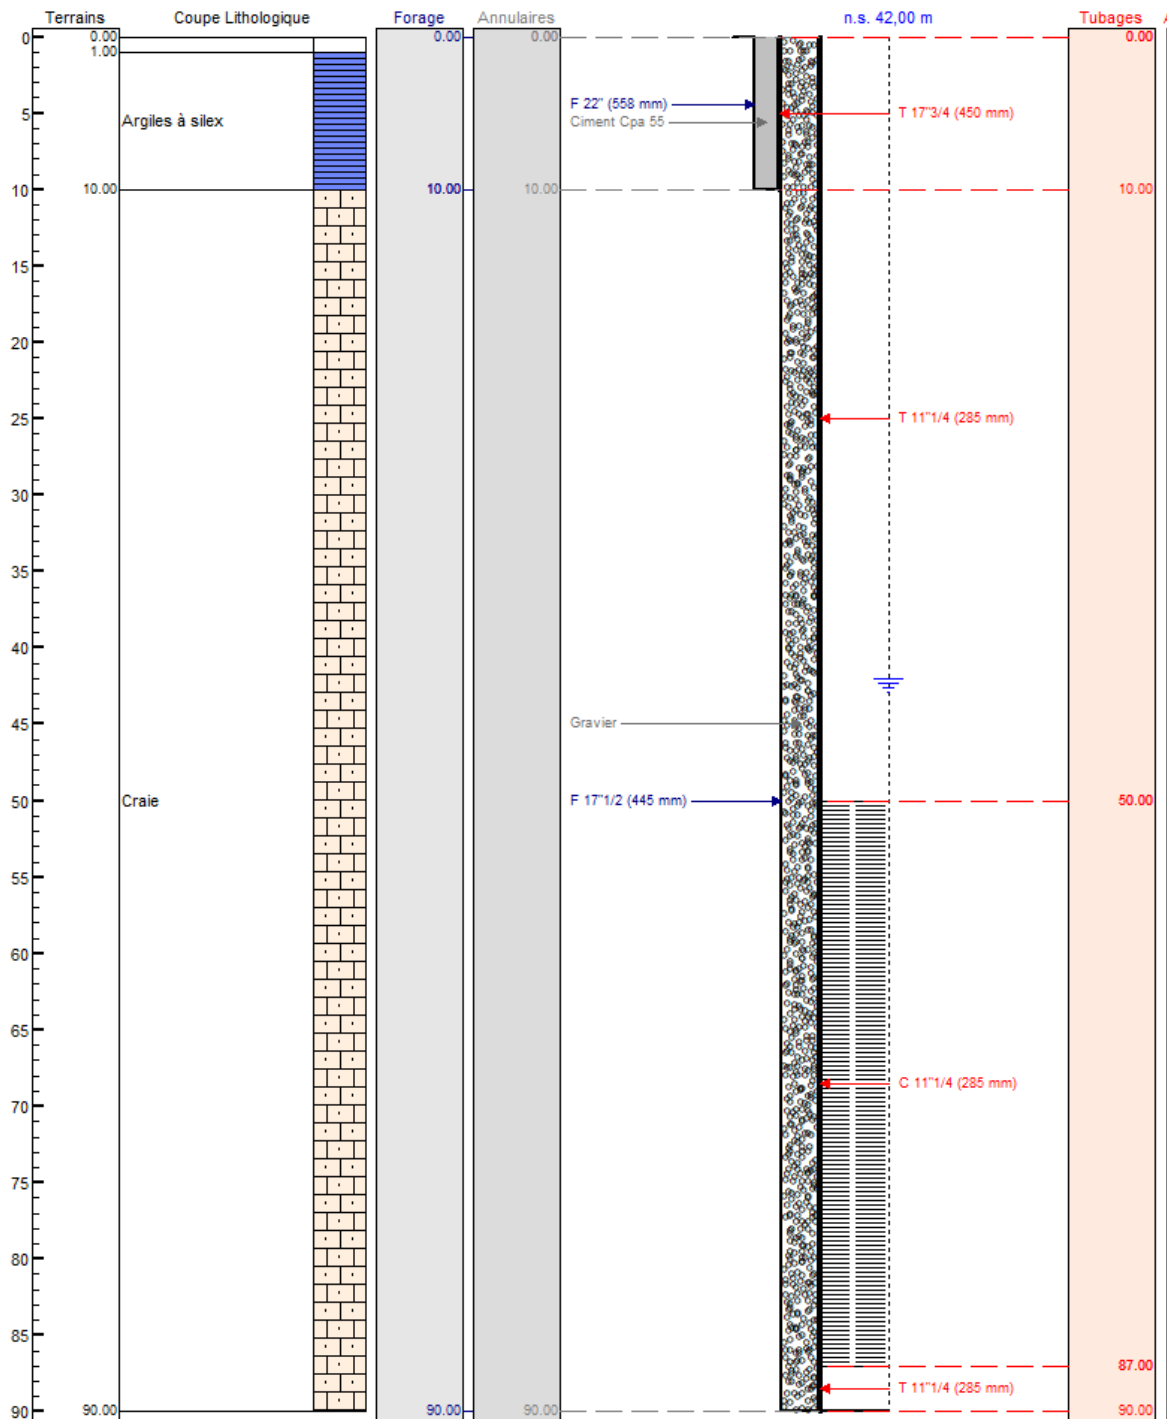 Terrains Coupe Lithologique Forage Annulaires n.s. 42,00 m Tubages
0 0.00 0.00 0.00 0.00
1.00
F 22" (558 mm)
5 Argiles à silex Ciment Cpa 55 T 17"3/4 (450 mm)
10 10.00 10.00 10.00 10.00
15
20
25 T 11"1/4 (285 mm)
30
35
40
45 Gravier
50 Craie F 17"1/2 (445 mm) 50.00
55
60
65
C 11"1/4 (285 mm)
70
75
80
85
87.00
T 11"1/4 (285 mm)
90 90.00 90.00 90.00 90.00